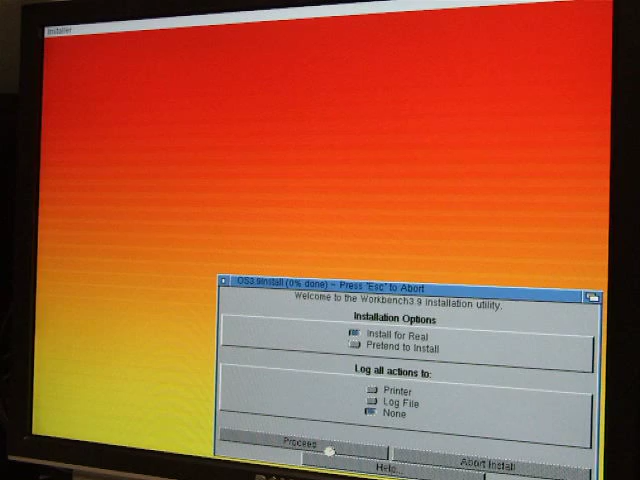 Installer
OS3.9Install (0% done) - Press 'Esc' to Abort
Welcome to the Workbench3.9 Installation utility.
Installation Options
Install for Real
Pretend to Install
Log all actions to:
Printer
Log File
None
Proceed
Abort Install
Help...